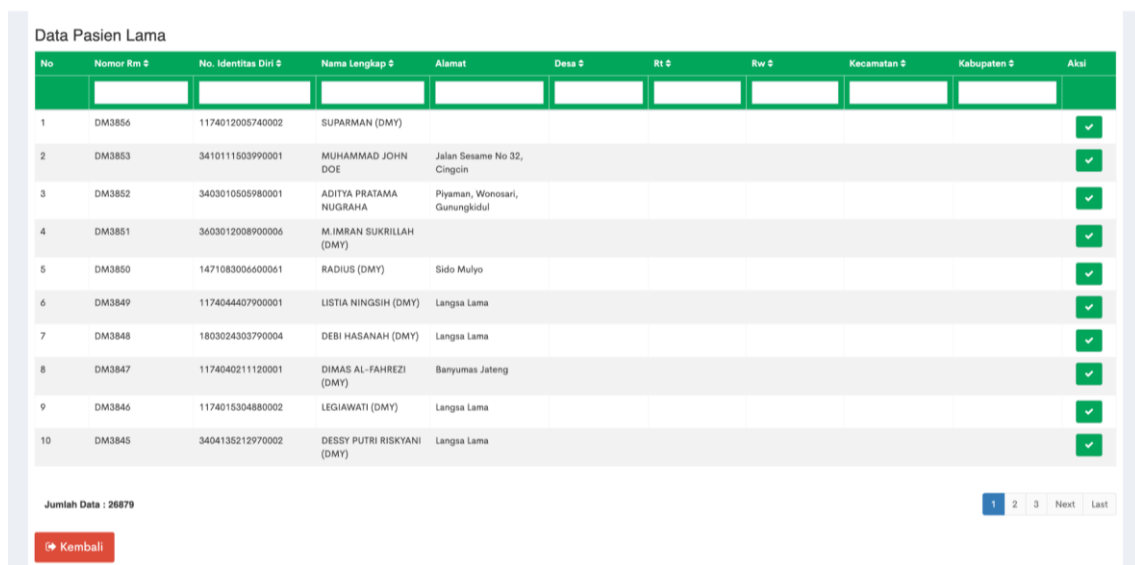 Data Pasien Lama
No Nomor Rm No. Identitas Diri Nama Lengkap Alamat Desa Rt Rw Kecamatan Kabupaten Aksi
1 DM3856 1174012005740002 SUPARMAN (DMY)
2 DM3853 3410111503990001 MUHAMMAD JOHN Jalan Sesame No 32,
DOE Cingcin
3 DM3852 3403010505980001 ADITYA PRATAMA Piyaman, Wonosari,
NUGRAHA Gunungkidul
4 DM3851 3603012008900006 M.IMRAN SUKRILLAH
(DMY)
5 DM3850 1471083006600061 RADIUS (DMY) Sido Mulyo
6 DM3849 1174044407900001 LISTIA NINGSIH (DMY) Langsa Lama
7 DM3848 1803024303790004 DEBI HASANAH (DMY) Langsa Lama
8 DM3847 1174040211120001 DIMAS AL-FAHREZI Banyumas Jateng
(DMY)
9 DM3846 1174015304880002 LEGIAWATI (DMY) Langsa Lama
10 DM3845 3404135212970002 DESSY PUTRI RISKYANI Langsa Lama
(DMY)
Jumlah Data : 26879 1 2 3 Next Last
Kembali